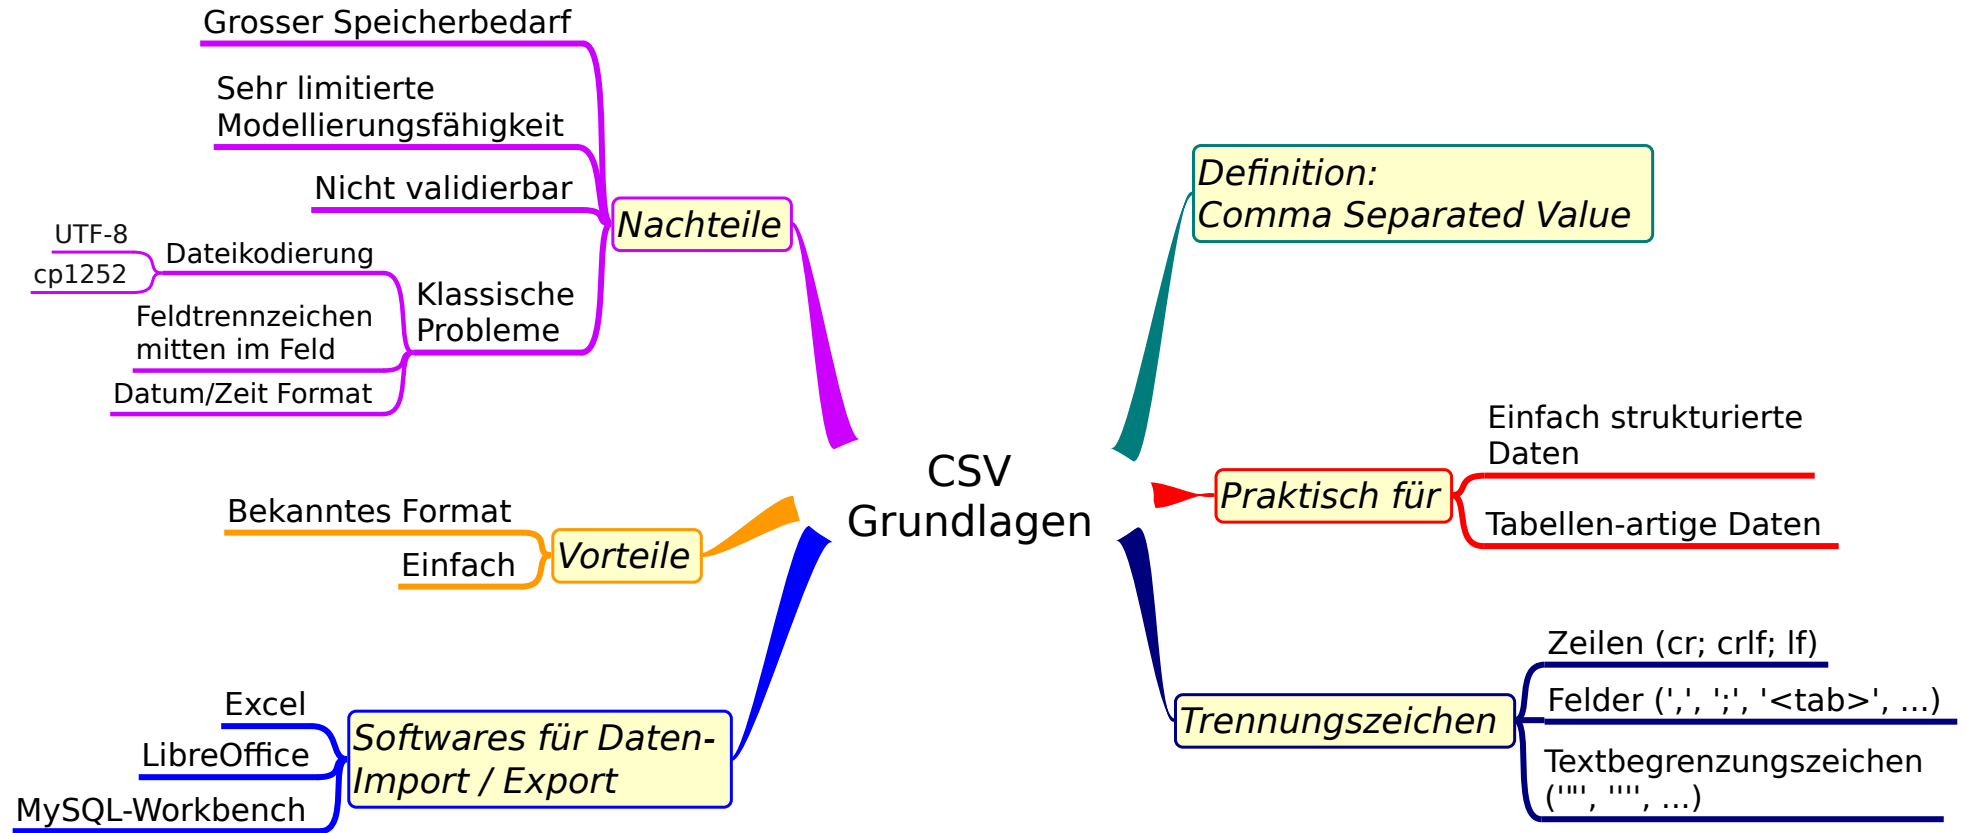 CSV
Grundlagen
Definition:
Comma Separated Value
Praktisch für
Einfach strukturierte
Daten
Tabellen-artige Daten
Trennungszeichen
Zeilen (cr; crlf; lf)
Felder (',', ';', '<tab>', ...)
Textbegrenzungszeichen
('"', '''', ...)
Nachteile
Grosser Speicherbedarf
Sehr limitierte
Modellierungsfähigkeit
Nicht validierbar
Klassische
Probleme
Dateikodierung
UTF-8
cp1252
Feldtrennzeichen
mitten im Feld
Datum/Zeit Format
Vorteile
Bekanntes Format
Einfach
Softwares für Daten-
Import / Export
Excel
LibreOffice
MySQL-Workbench